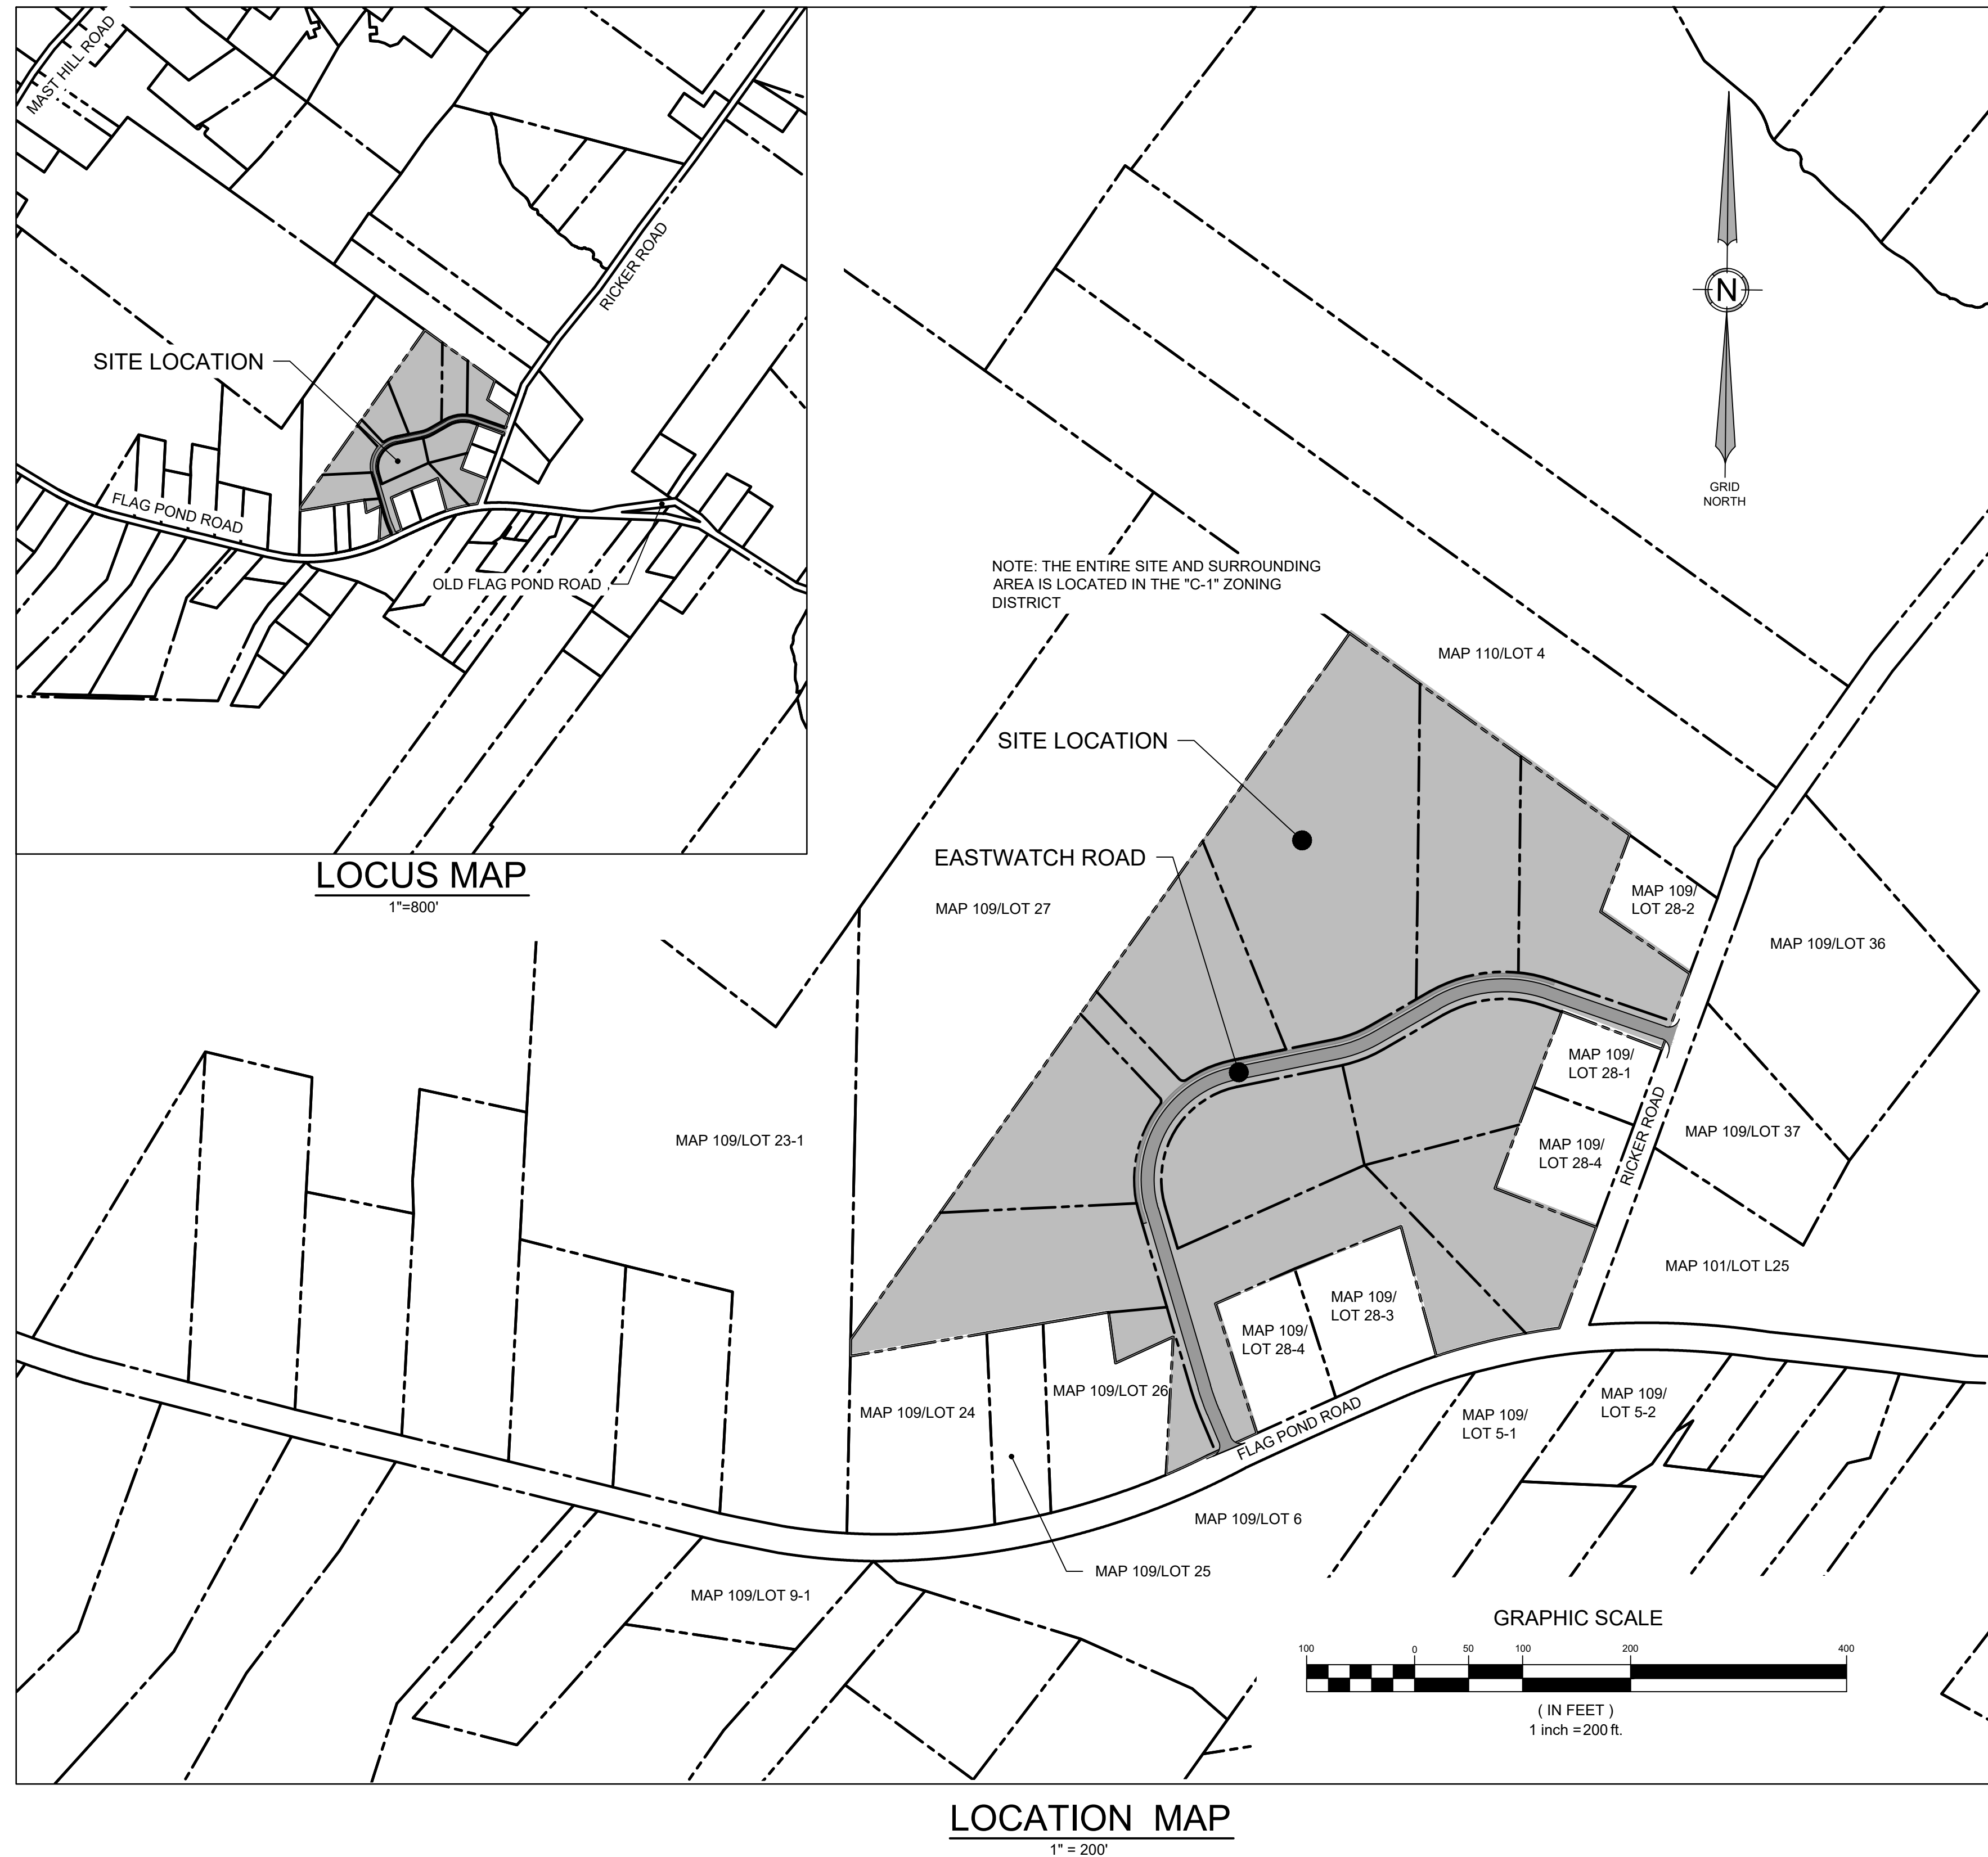 MAST HILL ROAD
RICKER ROAD
SITE LOCATION
FLAG POND ROAD
OLD FLAG POND ROAD
LOCUS MAP
1"=800'
N
GRID
NORTH
NOTE: THE ENTIRE SITE AND SURROUNDING
AREA IS LOCATED IN THE "C-1" ZONING
DISTRICT
MAP 110/LOT 4
SITE LOCATION
EASTWATCH ROAD
MAP 109/LOT 27
MAP 109/
LOT 28-2
MAP 109/LOT 36
MAP 109/
LOT 28-1
RICKER ROAD
MAP 109/LOT 37
MAP 109/LOT 23-1
MAP 109/
LOT 28-4
MAP 101/LOT L25
MAP 109/
LOT 28-3
MAP 109/
LOT 28-4
MAP 109/LOT 26
MAP 109/LOT 24
FLAG POND ROAD
MAP 109/
LOT 5-1
MAP 109/
LOT 5-2
MAP 109/LOT 6
MAP 109/LOT 25
MAP 109/LOT 9-1
GRAPHIC SCALE
100 0 50 100 200 400
( IN FEET )
1 inch = 200 ft.
LOCATION MAP
1" = 200'